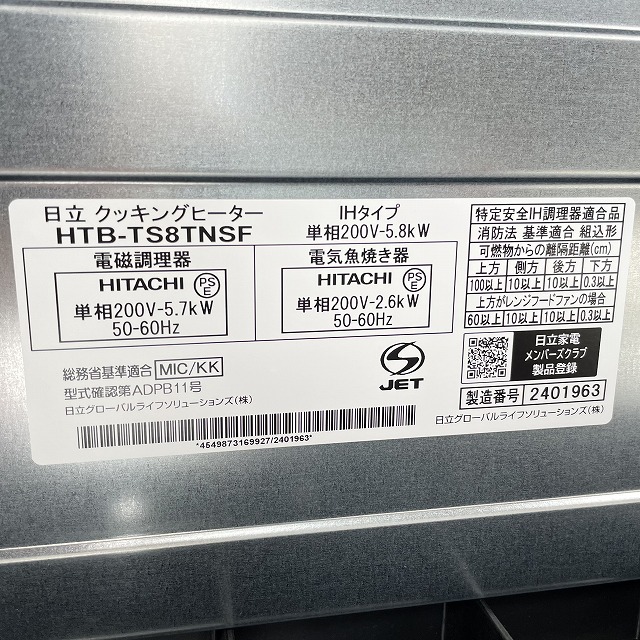 日立 クッキングヒーター
HTB-TS8TNSF
IHタイプ
単相200V-5.8kW
電磁調理器
HITACHI
PS
E
単相200V-5.7kW
50-60Hz
電気魚焼き器
HITACHI
PS
E
単相200V-2.6kW
50-60Hz
特定安全IH調理器適合品
消防法 基準適合 組込形
可燃物からの離隔距離(cm)
上方 側方 後方 下方
100以上 10以上 10以上 0.3以上
上方がレンジフードファンの場合
60以上 10以上 10以上 0.3以上
総務省基準適合 MIC/KK
型式確認第ADPB11号
日立グローバルライフソリューションズ(株)
S
JET
日立家電
メンバーズクラブ
製品登録
製造番号 2401963
日立グローバルライフソリューションズ(株)
*4549873169927/2401963*